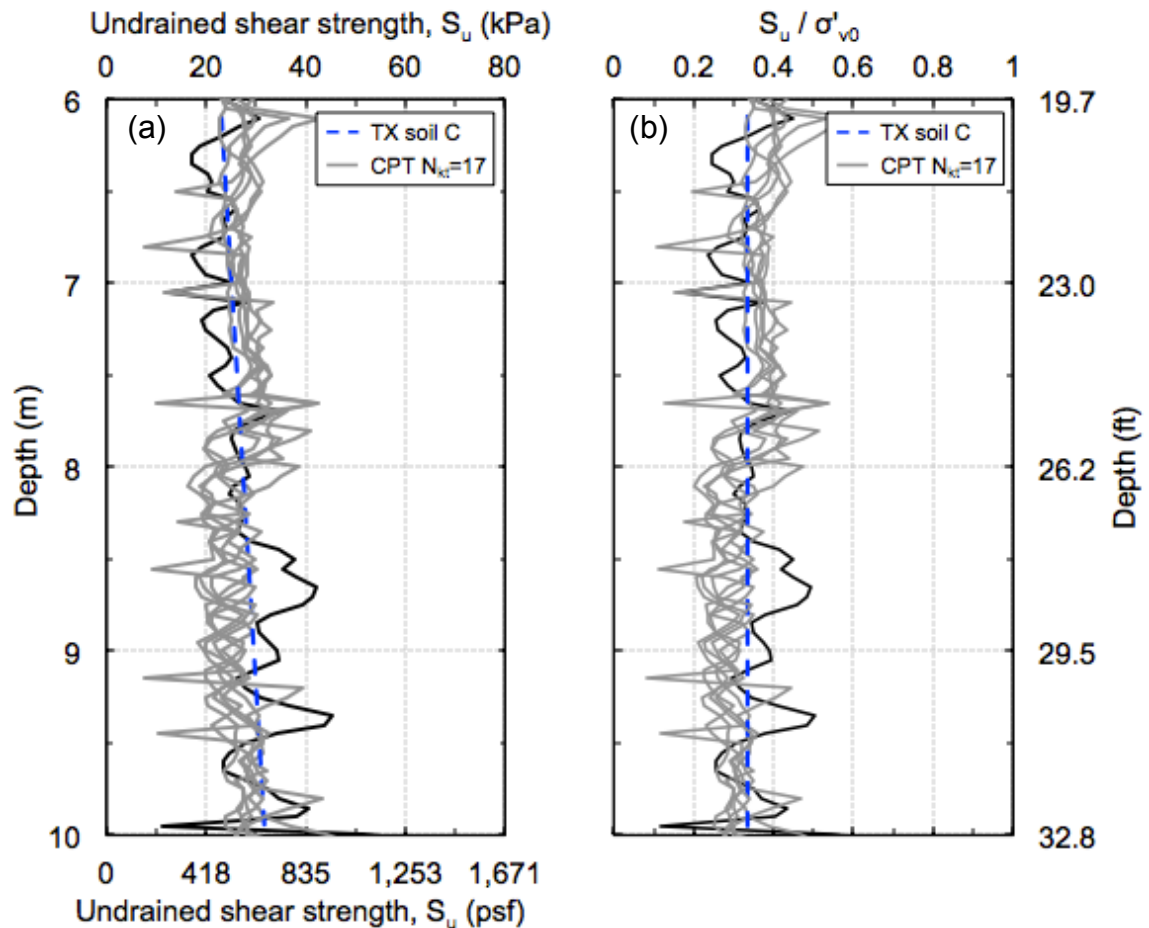 Undrained shear strength, Su (kPa)
0 20 40 60 80
Su / σ'v0
0 0.2 0.4 0.6 0.8 1
(a)
TX soil C
CPT Nkt=17
(b)
TX soil C
CPT Nkt=17
Depth (m)
6
7
8
9
10
19.7
23.0
26.2
29.5
32.8
Depth (ft)
0 418 835 1,253 1,671
Undrained shear strength, Su (psf)